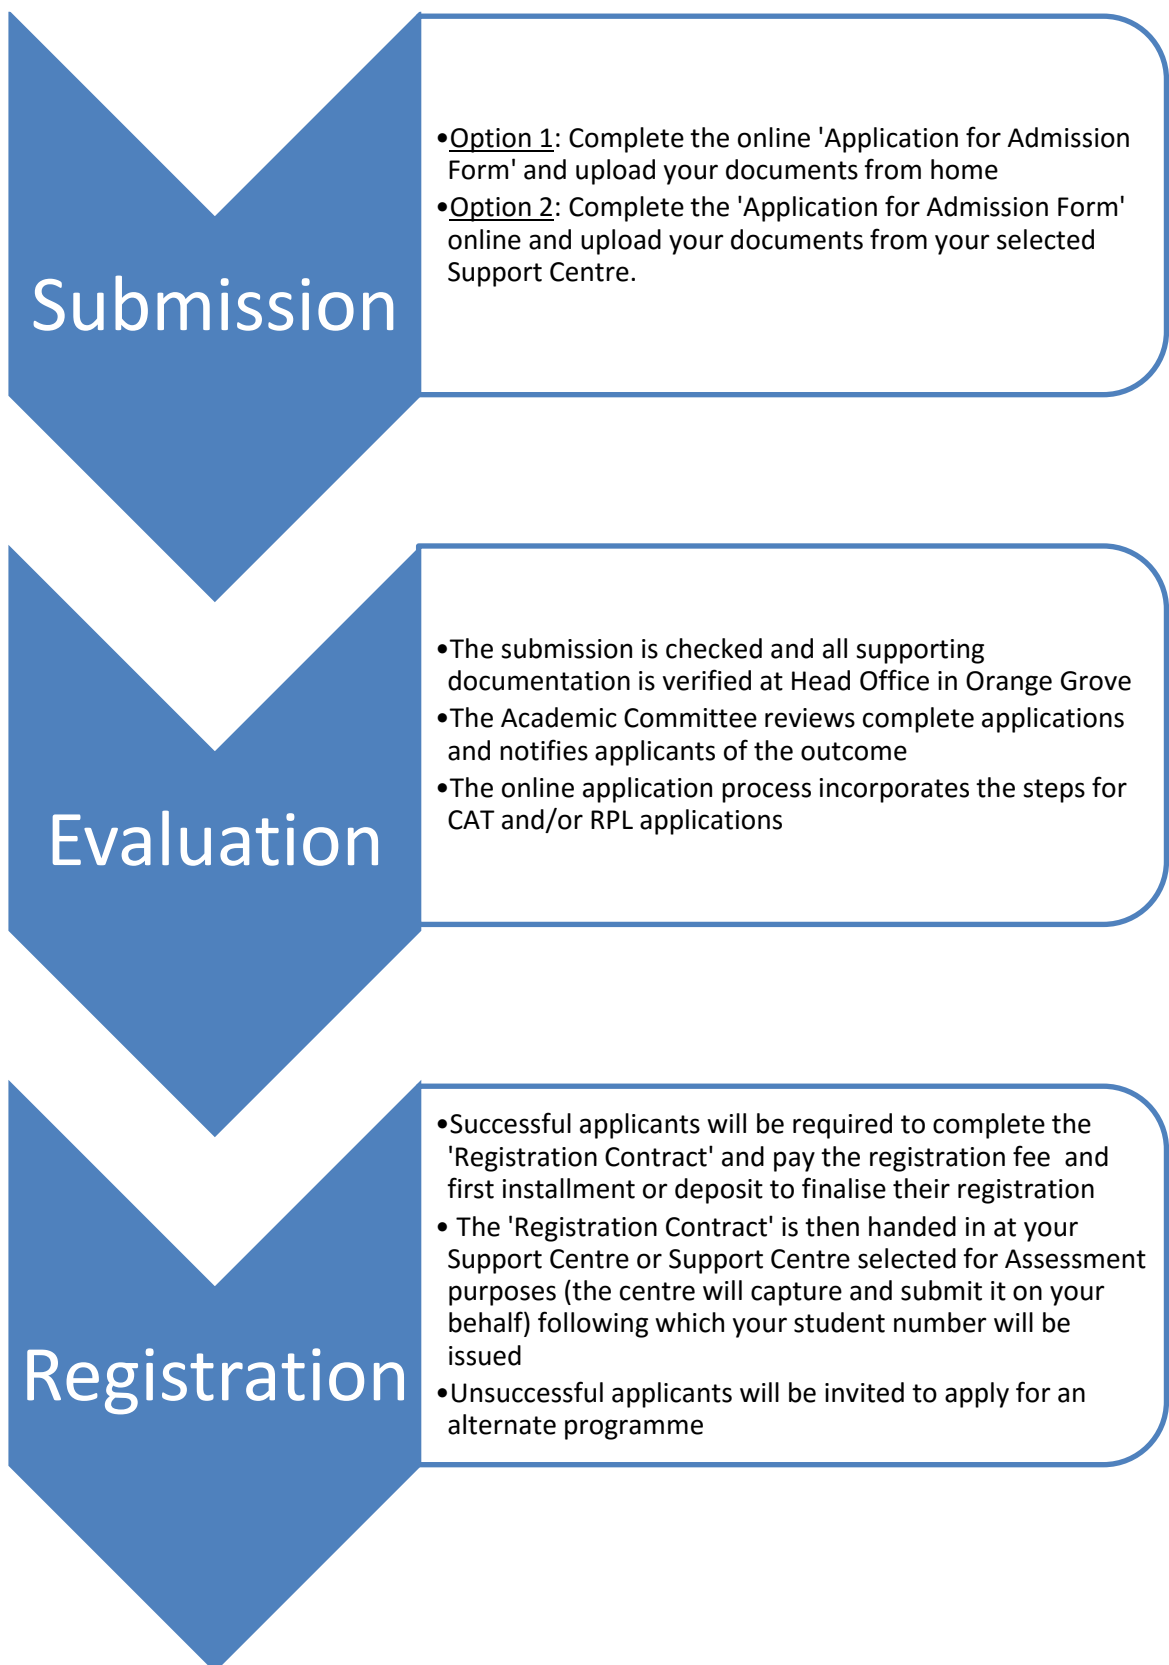 Submission
•Option 1: Complete the online 'Application for Admission
Form' and upload your documents from home
•Option 2: Complete the 'Application for Admission Form'
online and upload your documents from your selected
Support Centre.
Evaluation
•The submission is checked and all supporting
documentation is verified at Head Office in Orange Grove
•The Academic Committee reviews complete applications
and notifies applicants of the outcome
•The online application process incorporates the steps for
CAT and/or RPL applications
Registration
•Successful applicants will be required to complete the
'Registration Contract' and pay the registration fee  and
first installment or deposit to finalise their registration
• The 'Registration Contract' is then handed in at your
Support Centre or Support Centre selected for Assessment
purposes (the centre will capture and submit it on your
behalf) following which your student number will be
issued
•Unsuccessful applicants will be invited to apply for an
alternate programme